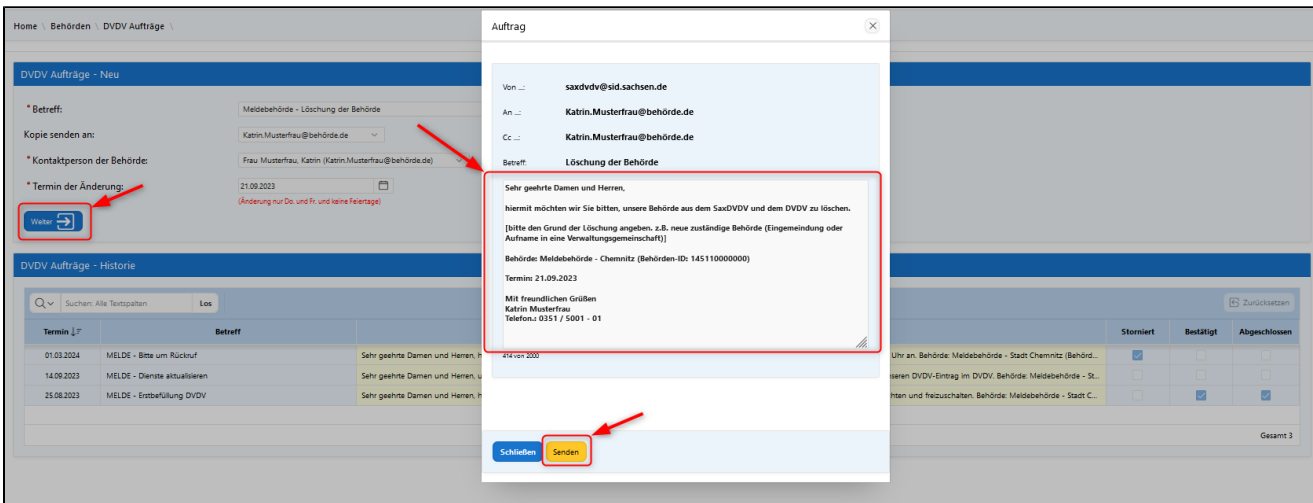 Home \ Behörden \ DVDV Aufträge \
DVDV Aufträge - Neu
* Betreff:
Meldebehörde - Löschung der Behörde
Kopie senden an:
Katrin.Musterfrau@behörde.de
* Kontaktperson der Behörde:
Frau Musterfrau, Katrin (Katrin.Musterfrau@behörde.de)
* Termin der Änderung:
21.09.2023
(Änderung nur Do. und Fr. und keine Feiertage)
Weiter
Auftrag
Von ...: saxdvdv@sid.sachsen.de
An ...: Katrin.Musterfrau@behörde.de
Cc ...: Katrin.Musterfrau@behörde.de
Betreff: Löschung der Behörde
Sehr geehrte Damen und Herren,
hiermit möchten wir Sie bitten, unsere Behörde aus dem SaxDVDV und dem DVDV zu löschen.
[bitte den Grund der Löschung angeben. z.B. neue zuständige Behörde (Eingemeindung oder
Aufname in eine Verwaltungsgemeinschaft)]
Behörde: Meldebehörde - Chemnitz (Behörden-ID: 145110000000)
Termin: 21.09.2023
Mit freundlichen Grüßen
Katrin Musterfrau
Telefon.: 0351 / 5001 - 01
414 von 2000
Schließen Senden
DVDV Aufträge - Historie
Suchen: Alle Textspalten Los Zurücksetzen
Termin Betreff Storniert Bestätigt Abgeschlossen
01.03.2024 MELDE - Bitte um Rückruf Sehr geehrte Damen und Herren, h Uhr an. Behörde: Meldebehörde - Stadt Chemnitz (Behörd...
14.09.2023 MELDE - Dienste aktualisieren Sehr geehrte Damen und Herren, u nseren DVDV-Eintrag im DVDV. Behörde: Meldebehörde - St...
25.08.2023 MELDE - Erstbefüllung DVDV Sehr geehrte Damen und Herren, h hten und freizuschalten. Behörde: Meldebehörde - Stadt C...
Gesamt 3